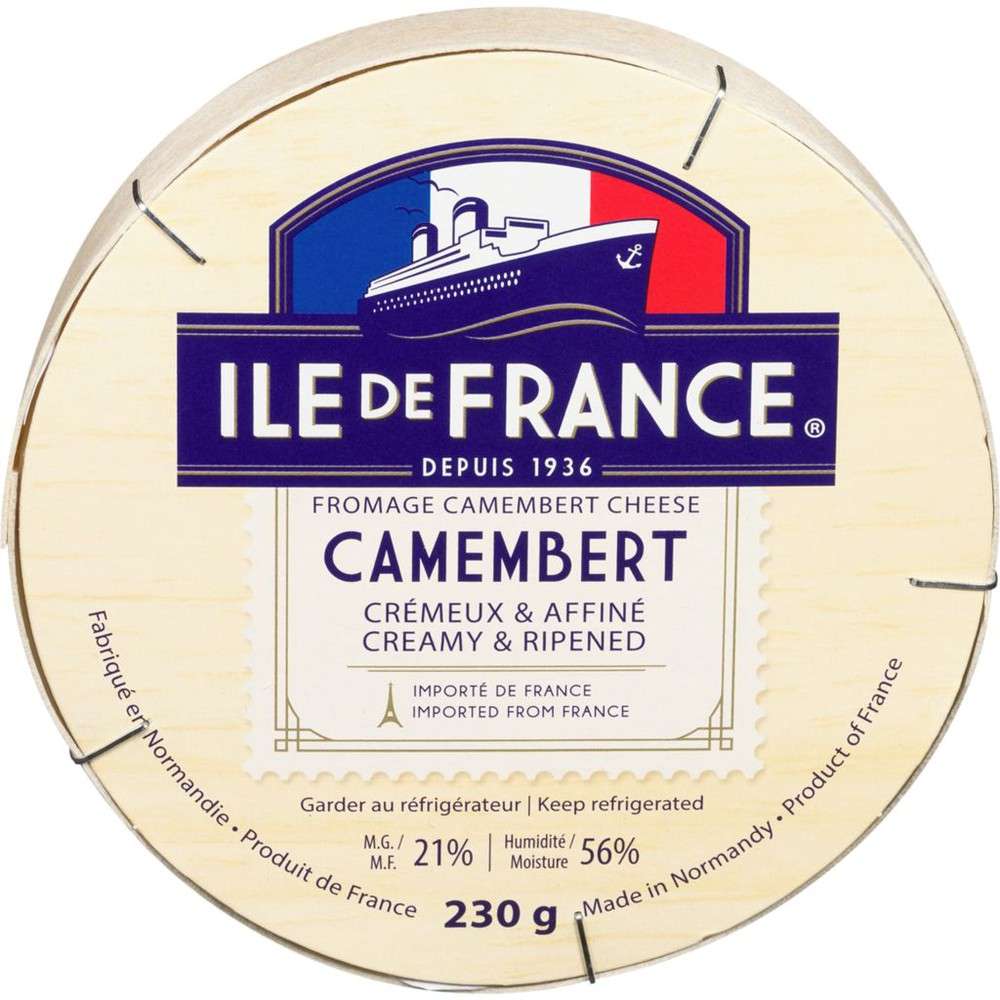 ILE DE FRANCE®
DEPUIS 1936
FROMAGE CAMEMBERT CHEESE
CAMEMBERT
CRÉMEUX & AFFINÉ
CREAMY & RIPENED
IMPORTÉ DE FRANCE
IMPORTED FROM FRANCE
Garder au réfrigérateur | Keep refrigerated
M.G. / M.F. 21% | Humidité / Moisture 56%
230 g
Fabriqué en Normandie • Produit de France
Made in Normandy • Product of France